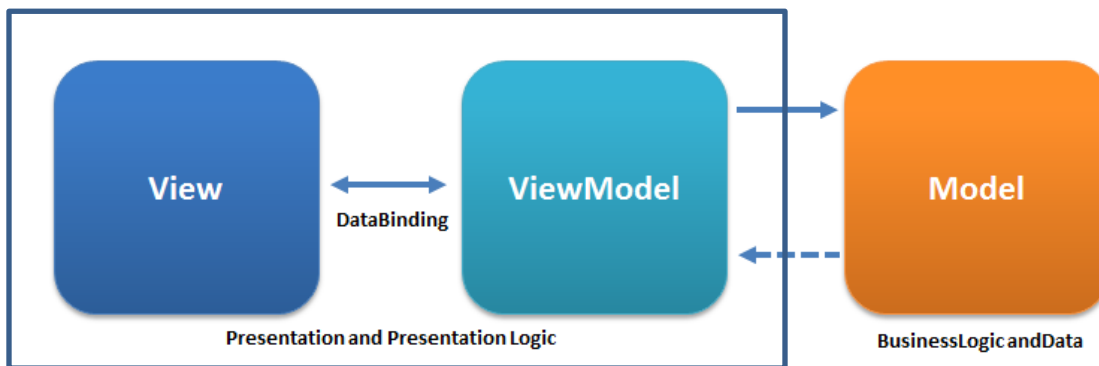 View
DataBinding
ViewModel
Model
Presentation and Presentation Logic
BusinessLogic andData